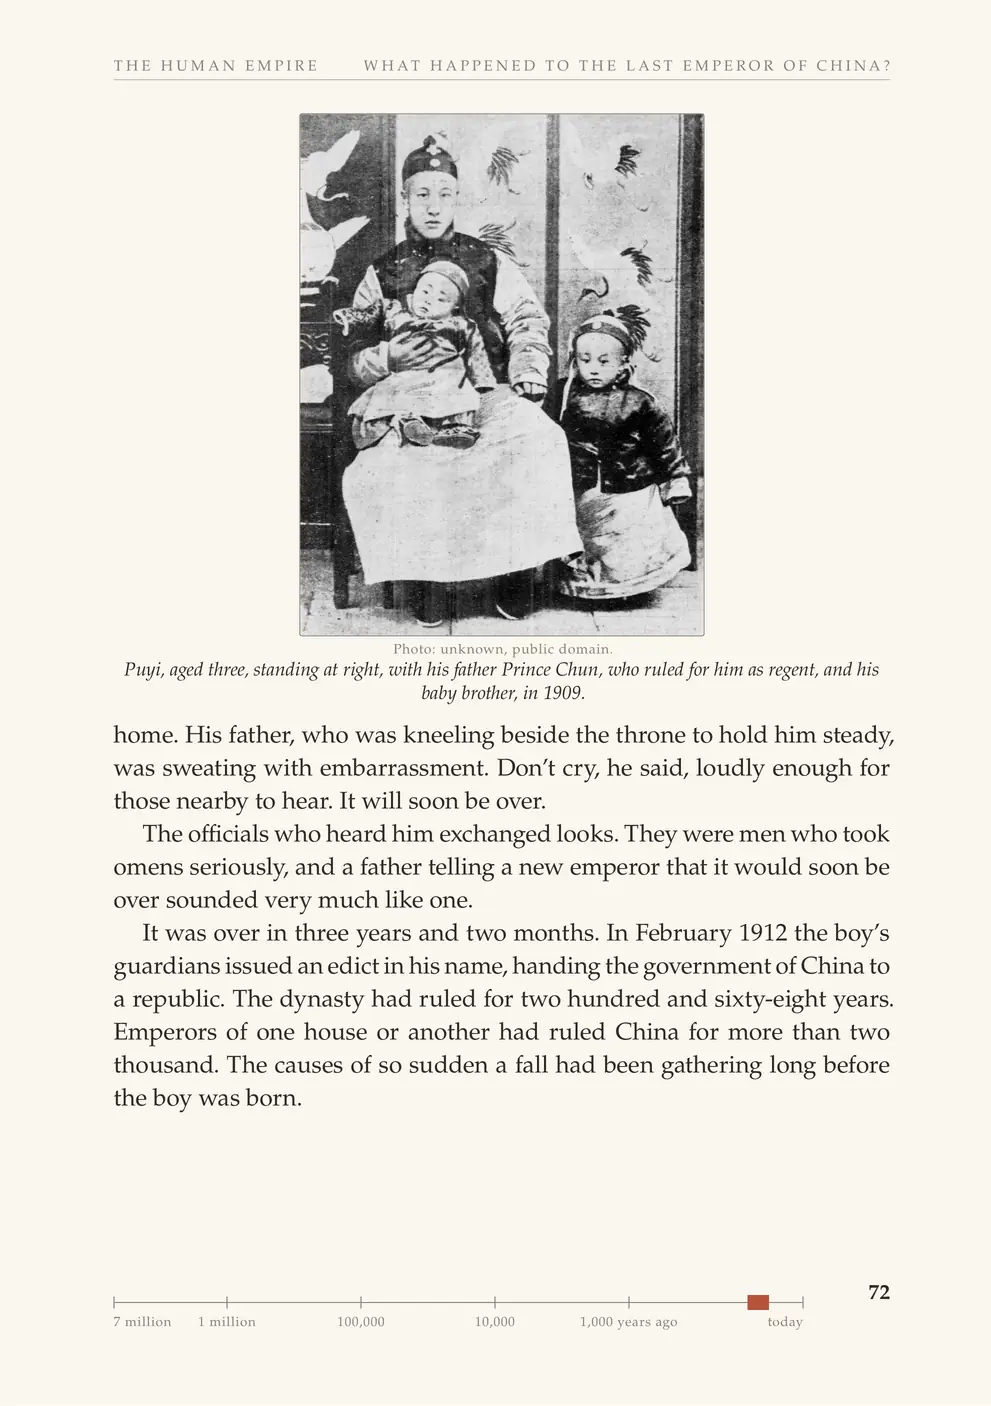 THE HUMAN EMPIRE WHAT HAPPENED TO THE LAST EMPEROR OF CHINA?
Photo: unknown, public domain.
Puyi, aged three, standing at right, with his father Prince Chun, who ruled for him as regent, and his
baby brother, in 1909.
home. His father, who was kneeling beside the throne to hold him steady,
was sweating with embarrassment. Don’t cry, he said, loudly enough for
those nearby to hear. It will soon be over.
The officials who heard him exchanged looks. They were men who took
omens seriously, and a father telling a new emperor that it would soon be
over sounded very much like one.
It was over in three years and two months. In February 1912 the boy’s
guardians issued an edict in his name, handing the government of China to
a republic. The dynasty had ruled for two hundred and sixty-eight years.
Emperors of one house or another had ruled China for more than two
thousand. The causes of so sudden a fall had been gathering long before
the boy was born.
72
7 million 1 million 100,000 10,000 1,000 years ago today